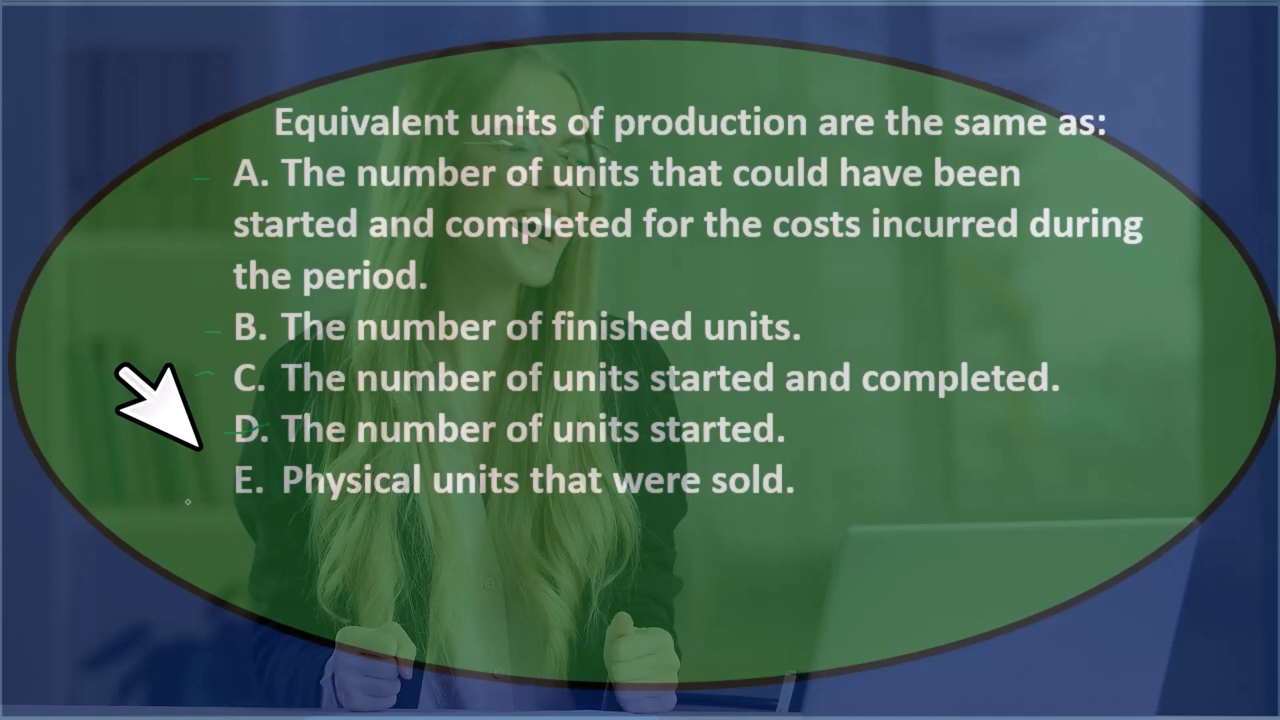 Equivalent units of production are the same as:
A. The number of units that could have been
started and completed for the costs incurred during
the period.
B. The number of finished units.
C. The number of units started and completed.
D. The number of units started.
E. Physical units that were sold.